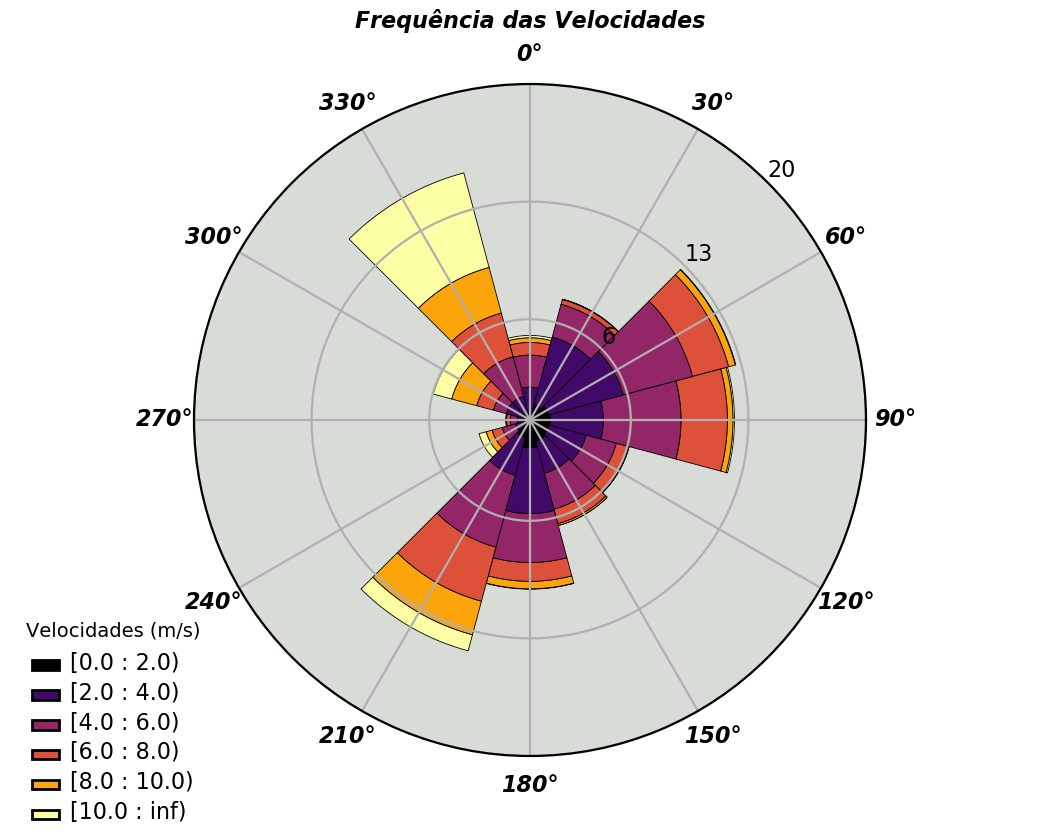 Frequência das Velocidades
0°
330°
30°
20
300°
60°
13
6
270°
90°
240°
120°
210°
150°
180°
Velocidades (m/s)
[0.0 : 2.0)
[2.0 : 4.0)
[4.0 : 6.0)
[6.0 : 8.0)
[8.0 : 10.0)
[10.0 : inf)